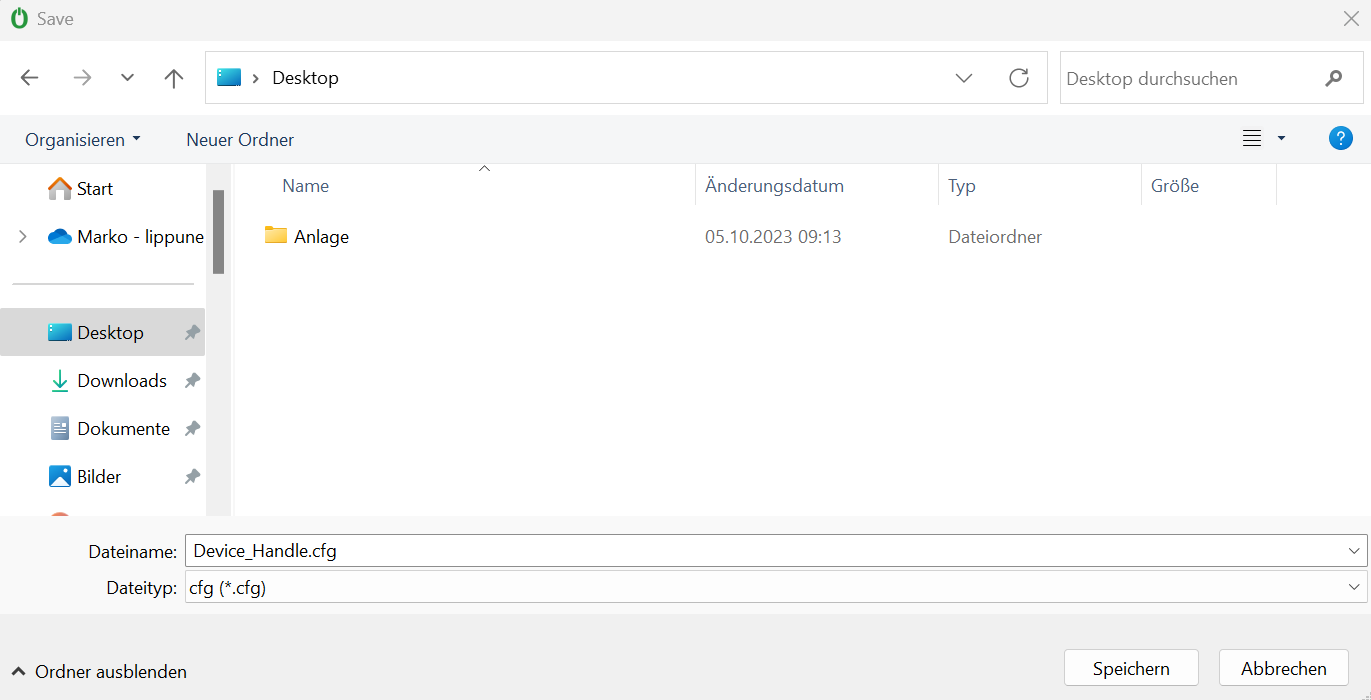 Save
Desktop
Desktop durchsuchen
Organisieren
Neuer Ordner
Name
Änderungsdatum
Typ
Größe
Start
Marko - lippune
Anlage
05.10.2023 09:13
Dateiordner
Desktop
Downloads
Dokumente
Bilder
Dateiname: Device_Handle.cfg
Dateityp: cfg (*.cfg)
Ordner ausblenden
Speichern
Abbrechen